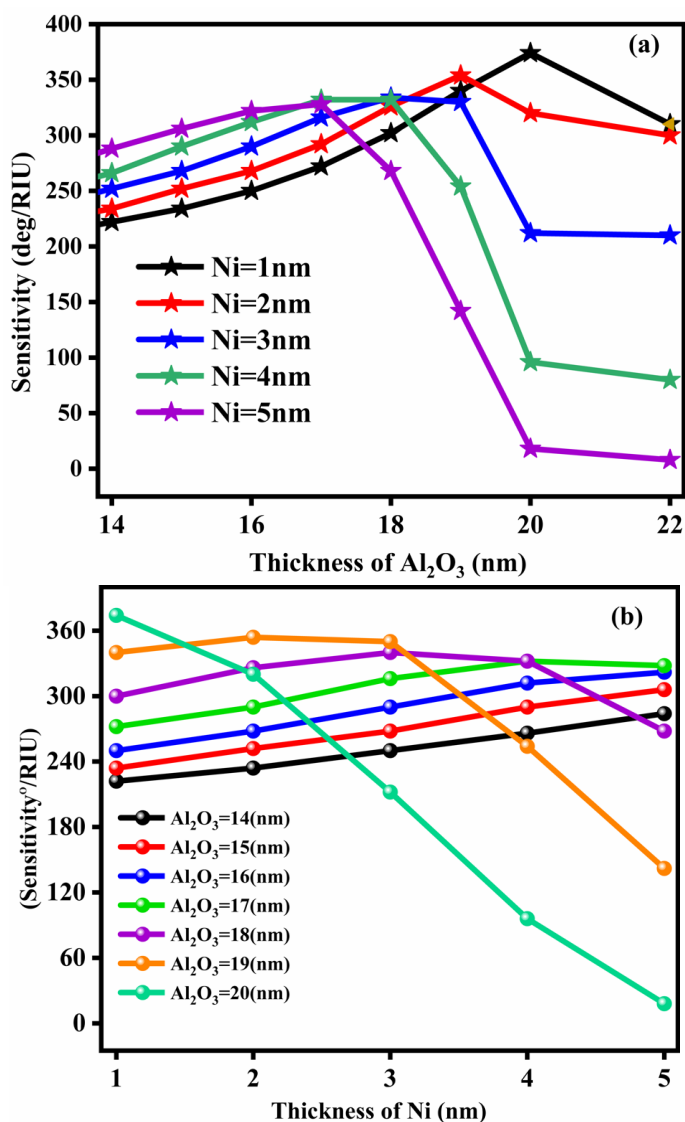 (a)
400
350
300
250
200
150
100
50
0
Sensitivity (deg/RIU)
Ni=1nm
Ni=2nm
Ni=3nm
Ni=4nm
Ni=5nm
14 16 18 20 22
Thickness of Al₂O₃ (nm)
(b)
360
300
240
180
120
60
0
(Sensitivityº/RIU)
Al₂O₃=14(nm)
Al₂O₃=15(nm)
Al₂O₃=16(nm)
Al₂O₃=17(nm)
Al₂O₃=18(nm)
Al₂O₃=19(nm)
Al₂O₃=20(nm)
1 2 3 4 5
Thickness of Ni (nm)